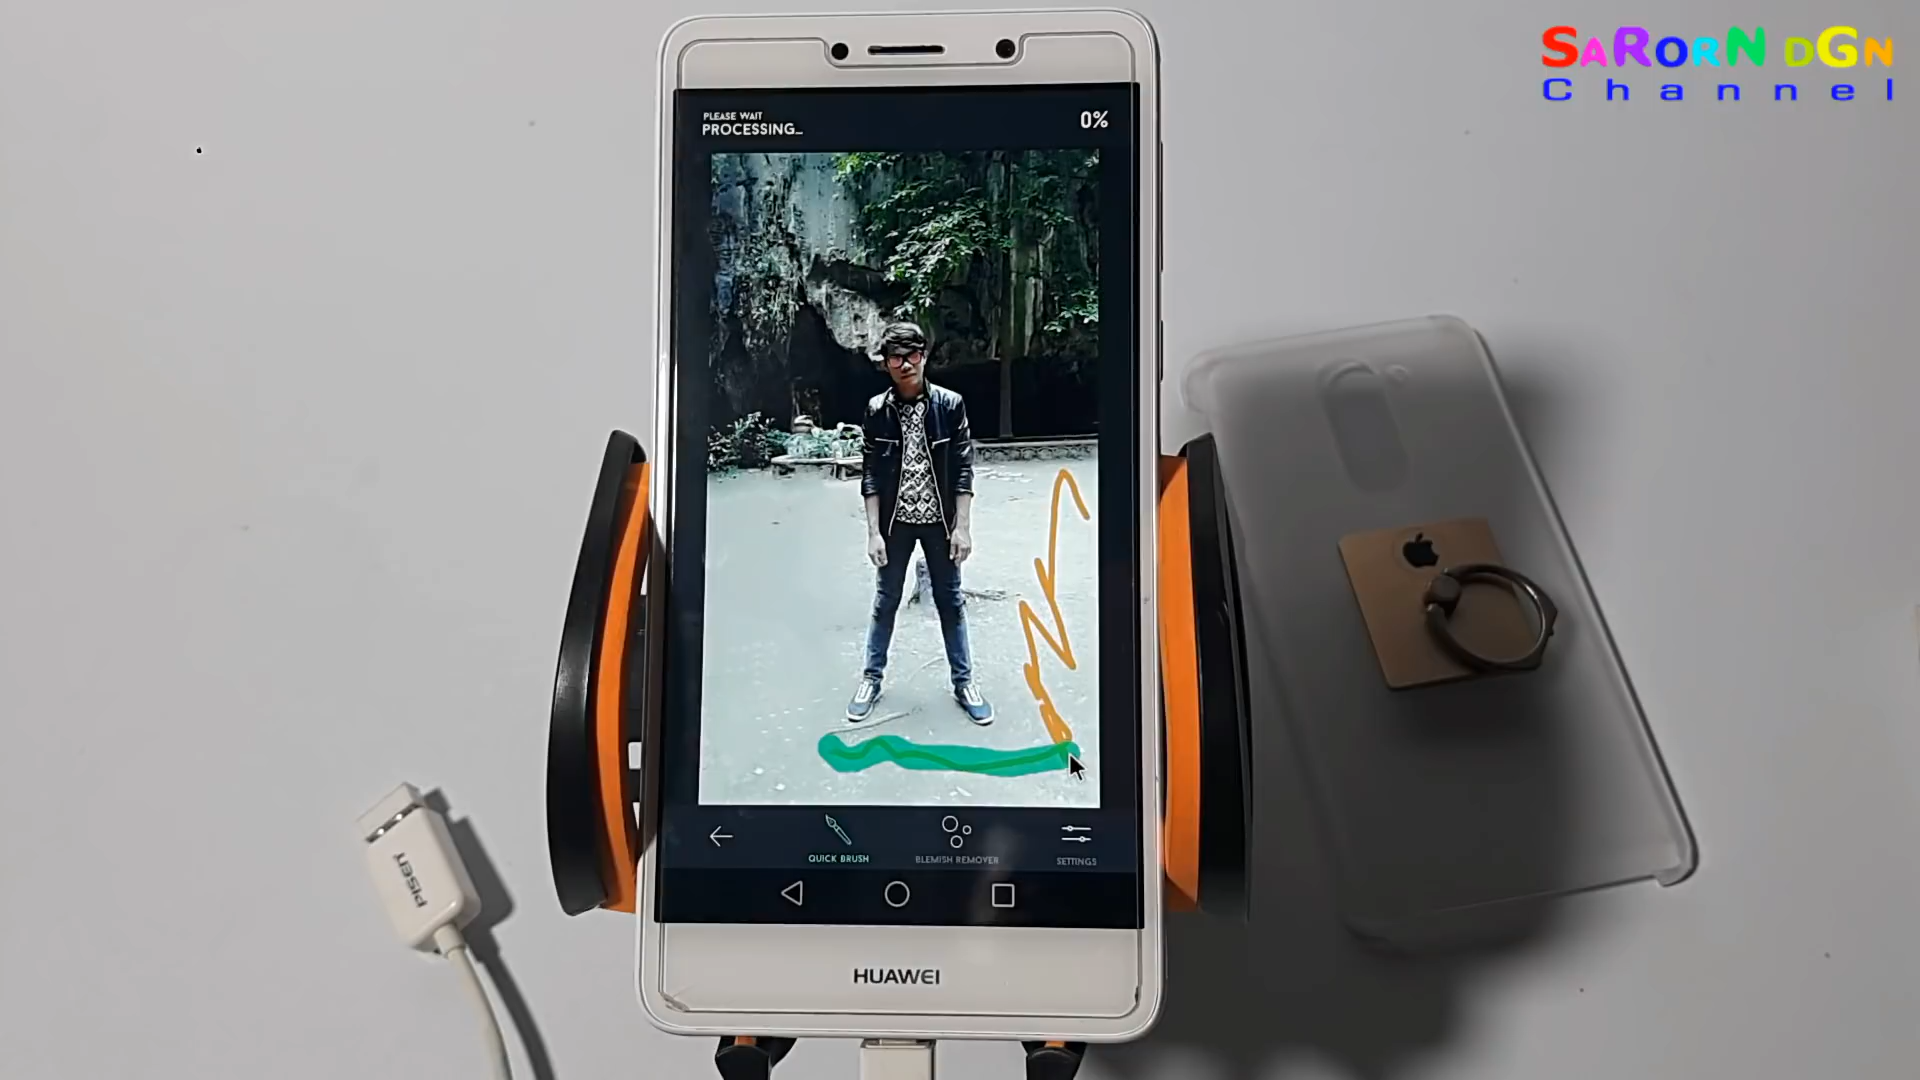 SaRorN DGN
Channel
PLEASE WAIT
PROCESSING...
0%
QUICK BRUSH
BLEMISH REMOVER
SETTINGS
PISEN
HUAWEI